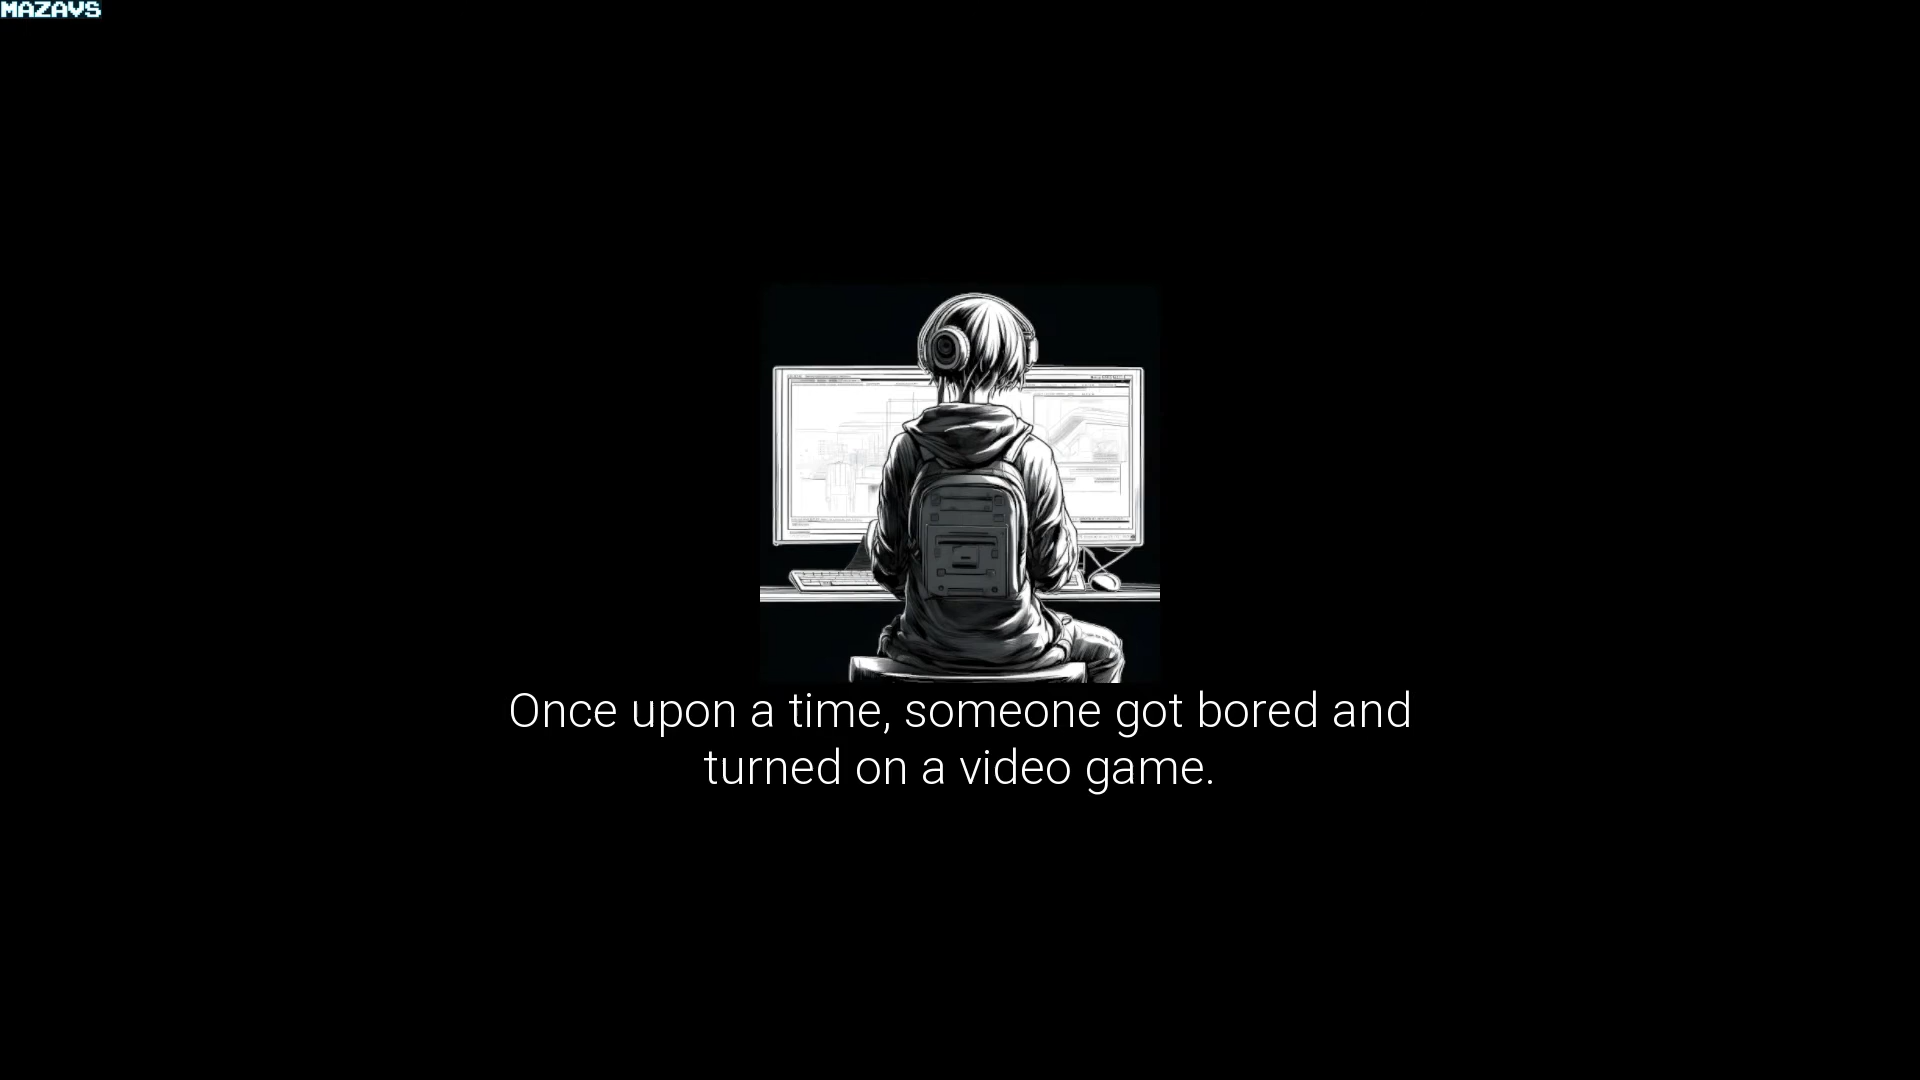 MAZAVS
Once upon a time, someone got bored and
turned on a video game.